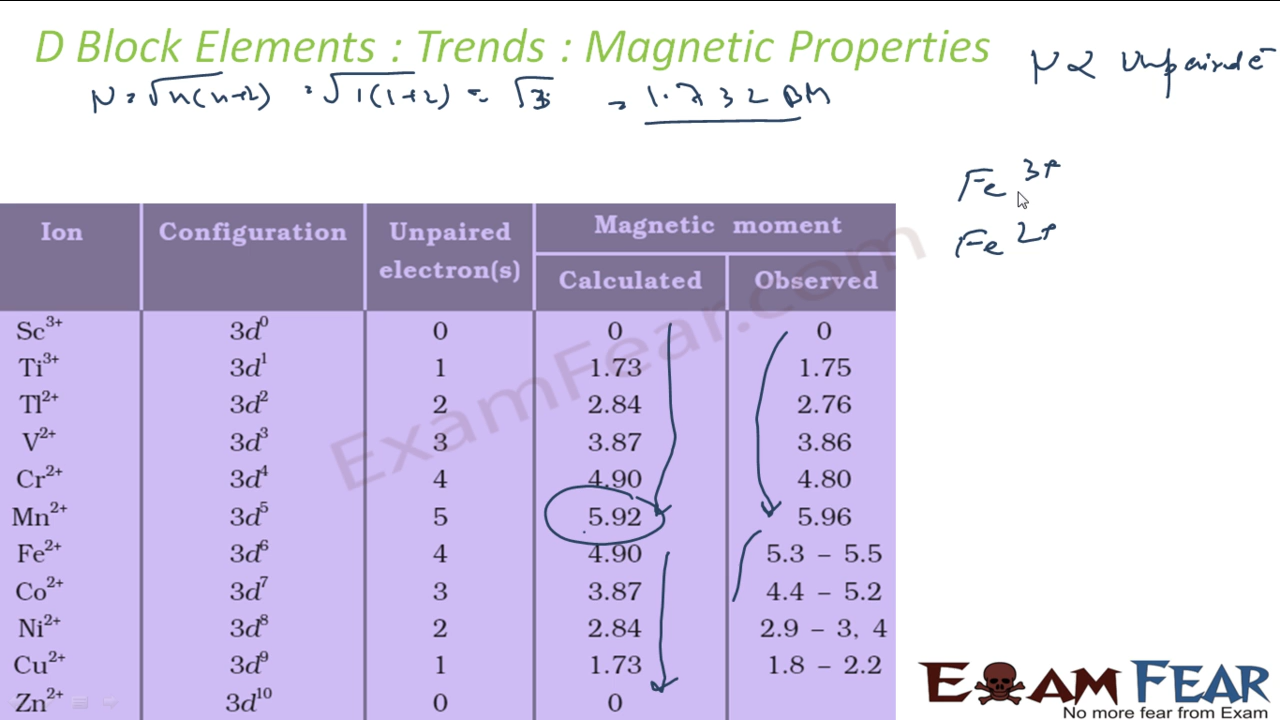 D Block Elements : Trends : Magnetic Properties
μ ∝ unpaired e⁻
μ = √n(n+2) = √1(1+2) = √3 = 1.732 BM
Fe 3+
Fe 2+
Ion Configuration Unpaired electron(s) Magnetic moment
Calculated Observed
Sc³⁺ 3d⁰ 0 0 0
Ti³⁺ 3d¹ 1 1.73 1.75
Tl²⁺ 3d² 2 2.84 2.76
V²⁺ 3d³ 3 3.87 3.86
Cr²⁺ 3d⁴ 4 4.90 4.80
Mn²⁺ 3d⁵ 5 5.92 5.96
Fe²⁺ 3d⁶ 4 4.90 5.3 – 5.5
Co²⁺ 3d⁷ 3 3.87 4.4 – 5.2
Ni²⁺ 3d⁸ 2 2.84 2.9 – 3, 4
Cu²⁺ 3d⁹ 1 1.73 1.8 – 2.2
Zn²⁺ 3d¹⁰ 0 0
ExamFear.com
EXAM FEAR
No more fear from Exam